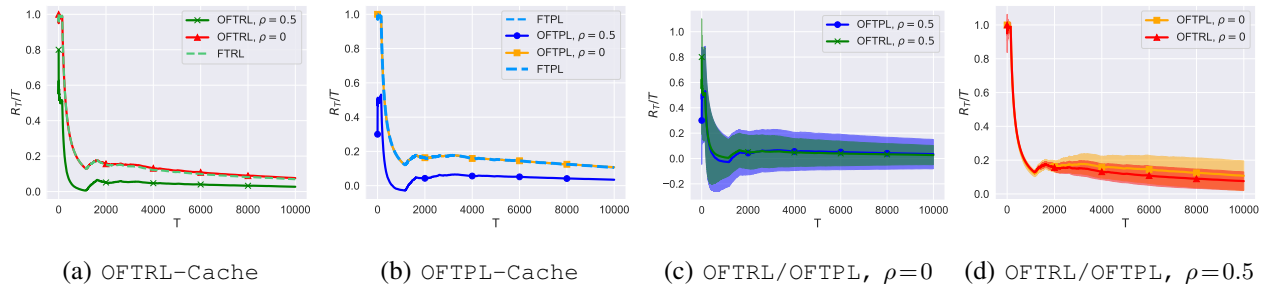 1.0
0.8
0.6
0.4
0.2
0.0
R_T/T
0 2000 4000 6000 8000 10000
T
OFTRL, ρ = 0.5
OFTRL, ρ = 0
FTRL
(a) OFTRL-Cache
1.0
0.8
0.6
0.4
0.2
0.0
R_T/T
0 2000 4000 6000 8000 10000
T
FTPL
OFTPL, ρ = 0.5
OFTPL, ρ = 0
FTPL
(b) OFTPL-Cache
1.0
0.8
0.6
0.4
0.2
0.0
−0.2
R_T/T
0 2000 4000 6000 8000 10000
T
OFTPL, ρ = 0.5
OFTRL, ρ = 0.5
(c) OFTRL/OFTPL, ρ=0
1.0
0.8
0.6
0.4
0.2
0.0
R_T/T
0 2000 4000 6000 8000 10000
T
OFTPL, ρ = 0
OFTRL, ρ = 0
(d) OFTRL/OFTPL, ρ=0.5